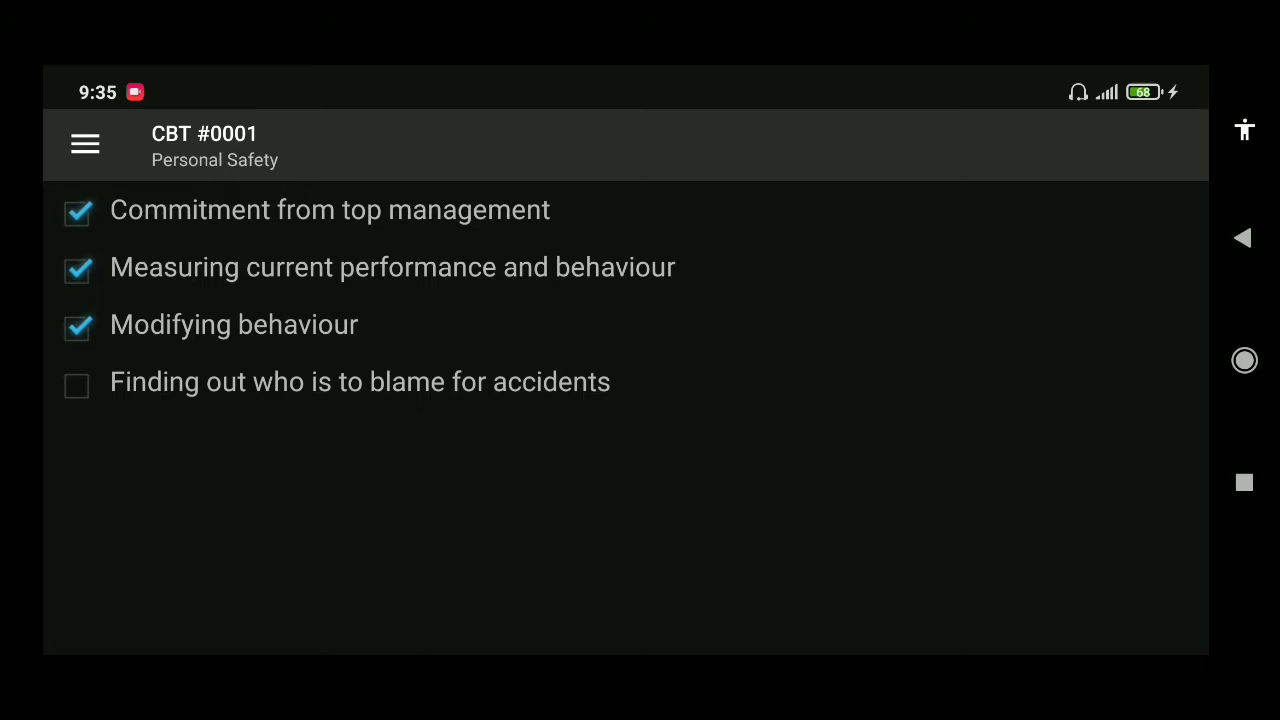 9:35
68
CBT #0001
Personal Safety
Commitment from top management
Measuring current performance and behaviour
Modifying behaviour
Finding out who is to blame for accidents